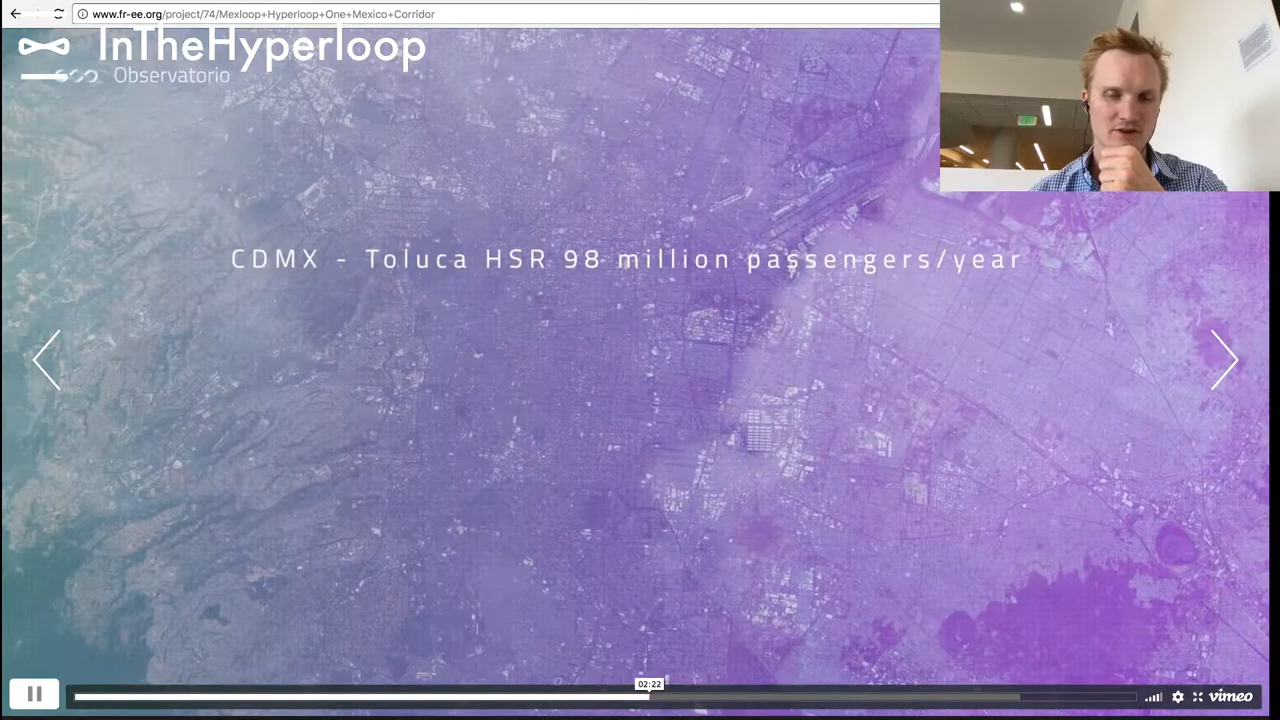 www.fr-ee.org/project/74/Mexloop+Hyperloop+One+Mexico+Corridor
InTheHyperloop
Observatorio
CDMX - Toluca HSR 98 million passengers/year
02:22
vimeo